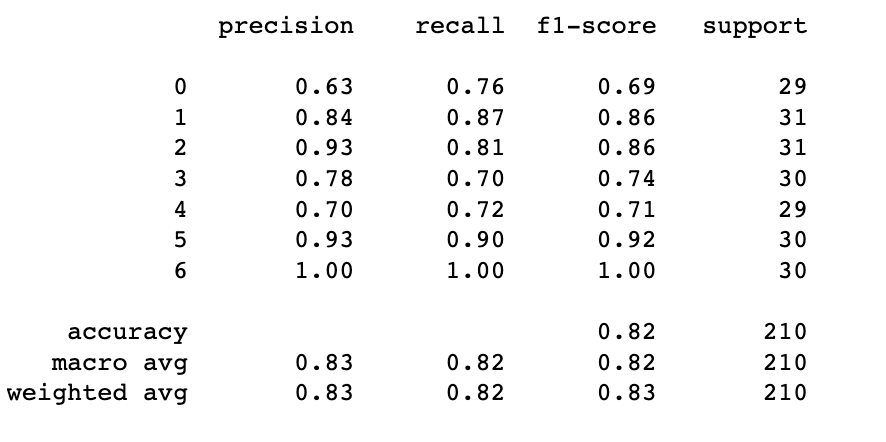 precision recall f1-score support
0 0.63 0.76 0.69 29
1 0.84 0.87 0.86 31
2 0.93 0.81 0.86 31
3 0.78 0.70 0.74 30
4 0.70 0.72 0.71 29
5 0.93 0.90 0.92 30
6 1.00 1.00 1.00 30
accuracy 0.82 210
macro avg 0.83 0.82 0.82 210
weighted avg 0.83 0.82 0.83 210